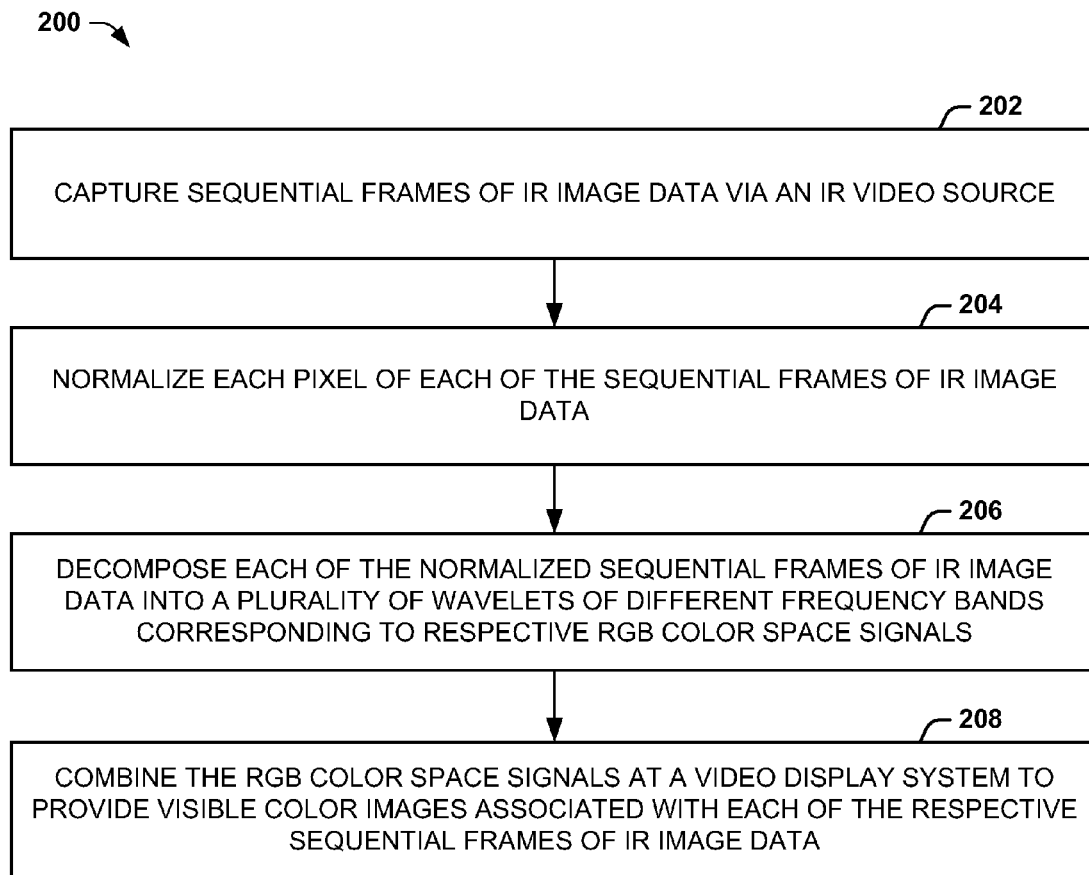 200
202
CAPTURE SEQUENTIAL FRAMES OF IR IMAGE DATA VIA AN IR VIDEO SOURCE
204
NORMALIZE EACH PIXEL OF EACH OF THE SEQUENTIAL FRAMES OF IR IMAGE
DATA
206
DECOMPOSE EACH OF THE NORMALIZED SEQUENTIAL FRAMES OF IR IMAGE
DATA INTO A PLURALITY OF WAVELETS OF DIFFERENT FREQUENCY BANDS
CORRESPONDING TO RESPECTIVE RGB COLOR SPACE SIGNALS
208
COMBINE THE RGB COLOR SPACE SIGNALS AT A VIDEO DISPLAY SYSTEM TO
PROVIDE VISIBLE COLOR IMAGES ASSOCIATED WITH EACH OF THE RESPECTIVE
SEQUENTIAL FRAMES OF IR IMAGE DATA